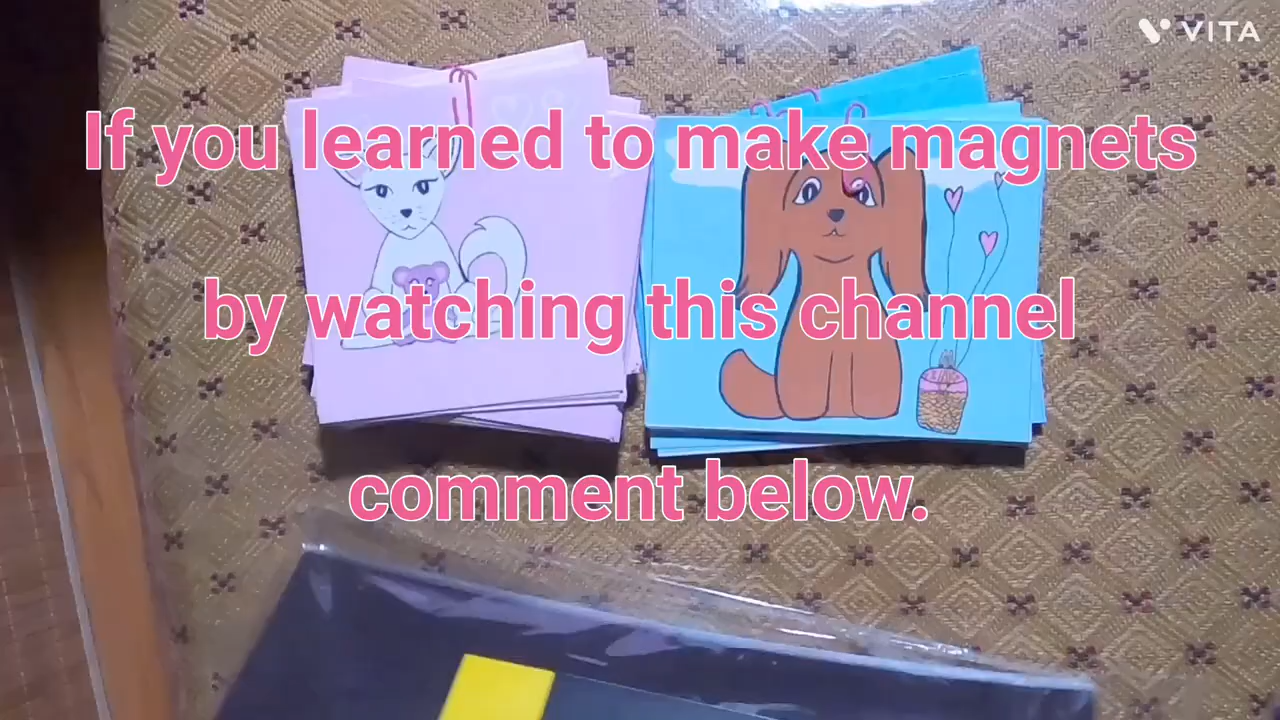 VITA
If you learned to make magnets
by watching this channel
comment below.